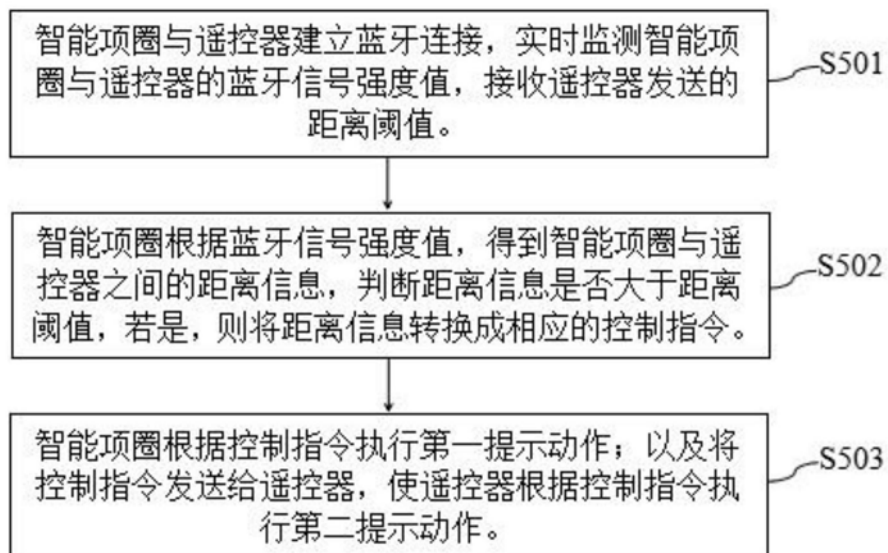 智能项圈与遥控器建立蓝牙连接，实时监测智能项
圈与遥控器的蓝牙信号强度值，接收遥控器发送的
距离阈值。
S501
智能项圈根据蓝牙信号强度值，得到智能项圈与遥
控器之间的距离信息，判断距离信息是否大于距离
阈值，若是，则将距离信息转换成相应的控制指令。
S502
智能项圈根据控制指令执行第一提示动作；以及将
控制指令发送给遥控器，使遥控器根据控制指令执
行第二提示动作。
S503